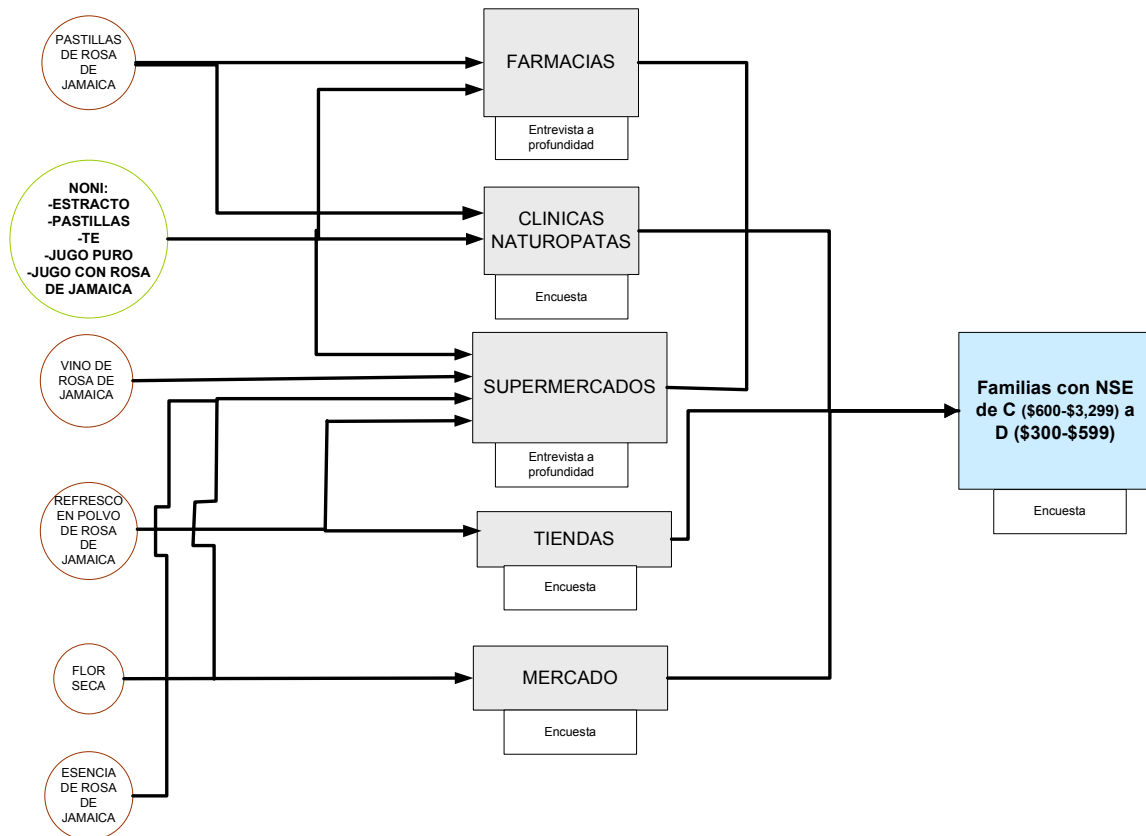 PASTILLAS
DE ROSA
DE
JAMAICA
FARMACIAS
Entrevista a
profundidad
NONI:
-ESTRACTO
-PASTILLAS
-TE
-JUGO PURO
-JUGO CON ROSA
DE JAMAICA
CLINICAS
NATUROPATAS
Encuesta
VINO DE
ROSA DE
JAMAICA
SUPERMERCADOS
Entrevista a
profundidad
Familias con NSE
de C ($600-$3,299) a
D ($300-$599)
Encuesta
REFRESCO
EN POLVO
DE ROSA
DE
JAMAICA
TIENDAS
Encuesta
FLOR
SECA
MERCADO
Encuesta
ESENCIA
DE ROSA
DE
JAMAICA